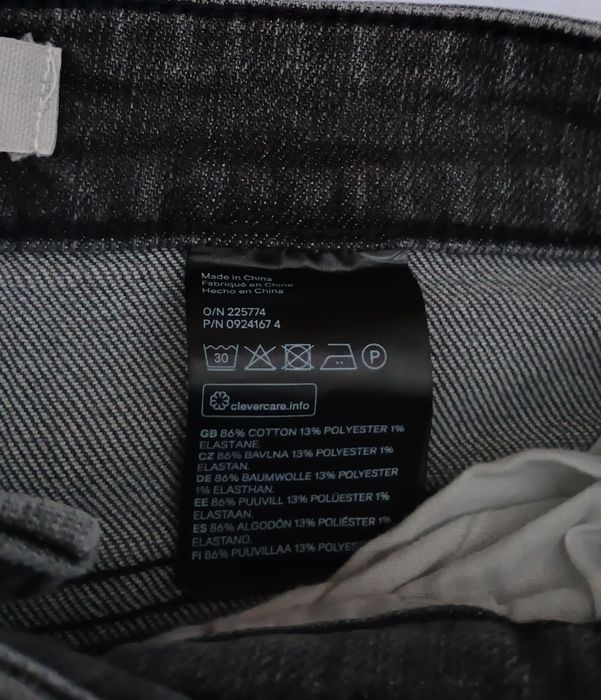 Made in China
Fabriqué en Chine
Hecho en China
O/N 225774
P/N 0924167 4
30
P
clevercare.info
GB 86% COTTON 13% POLYESTER 1%
ELASTANE.
CZ 86% BAVLNA 13% POLYESTER 1%
ELASTAN.
DE 86% BAUMWOLLE 13% POLYESTER
1% ELASTHAN.
EE 86% PUUVILL 13% POLÜESTER 1%
ELASTAAN.
ES 86% ALGODÓN 13% POLIÉSTER 1%
ELASTANO.
FI 86% PUUVILLAA 13% POLYES